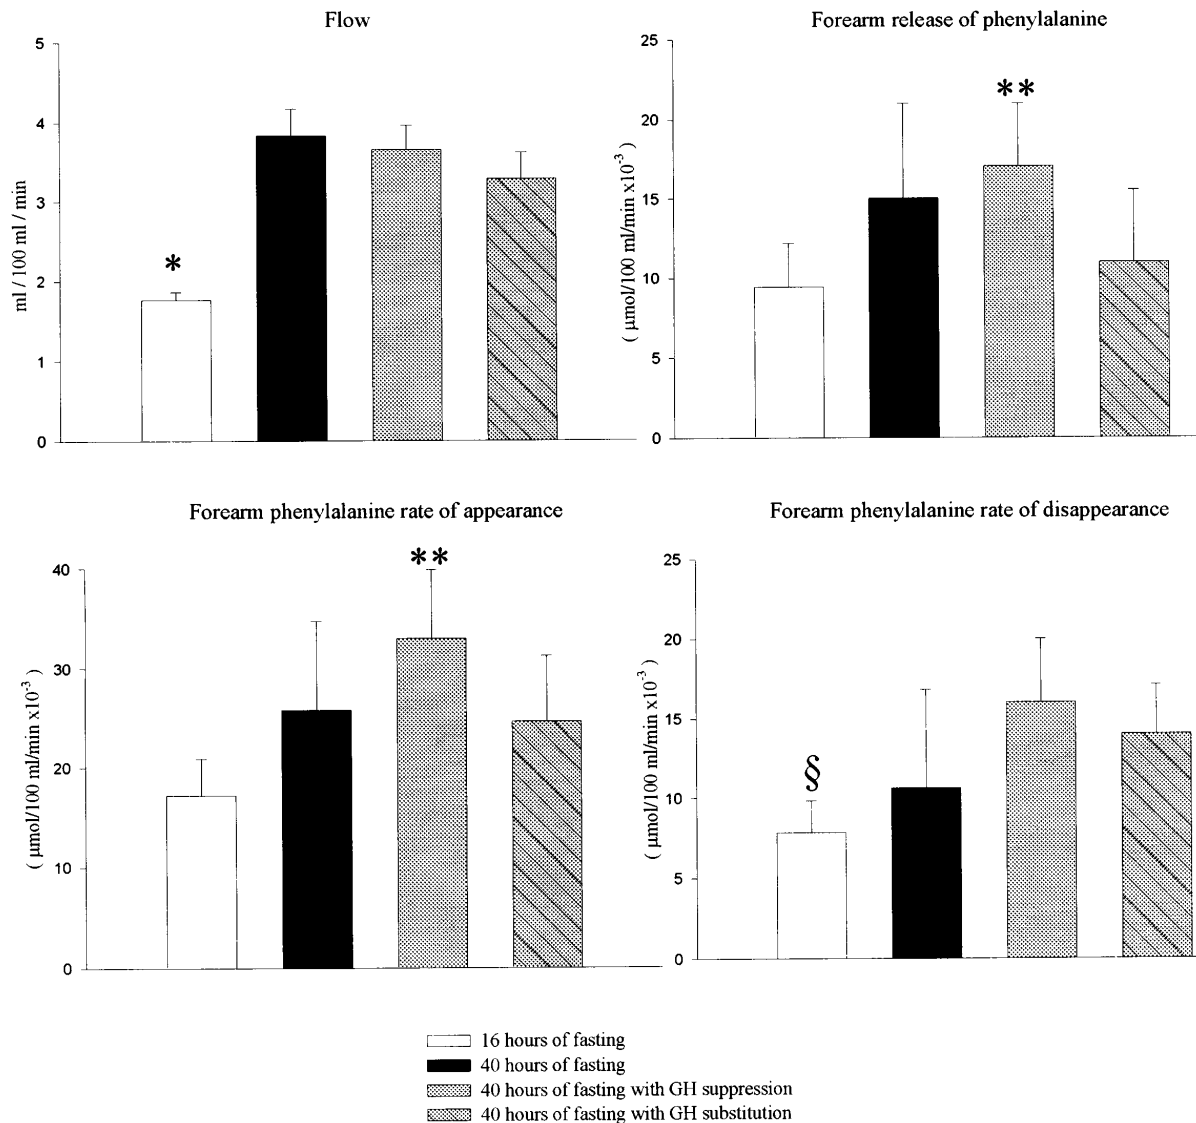 Flow
5
4
3
2
1
0
ml / 100 ml / min
*
Forearm release of phenylalanine
25
20
15
10
5
0
( µmol/100 ml/min x10⁻³ )
**
Forearm phenylalanine rate of appearance
40
30
20
10
0
( µmol/100 ml/min x10⁻³ )
**
Forearm phenylalanine rate of disappearance
25
20
15
10
5
0
( µmol/100 ml/min x10⁻³ )
§
16 hours of fasting
40 hours of fasting
40 hours of fasting with GH suppression
40 hours of fasting with GH substitution